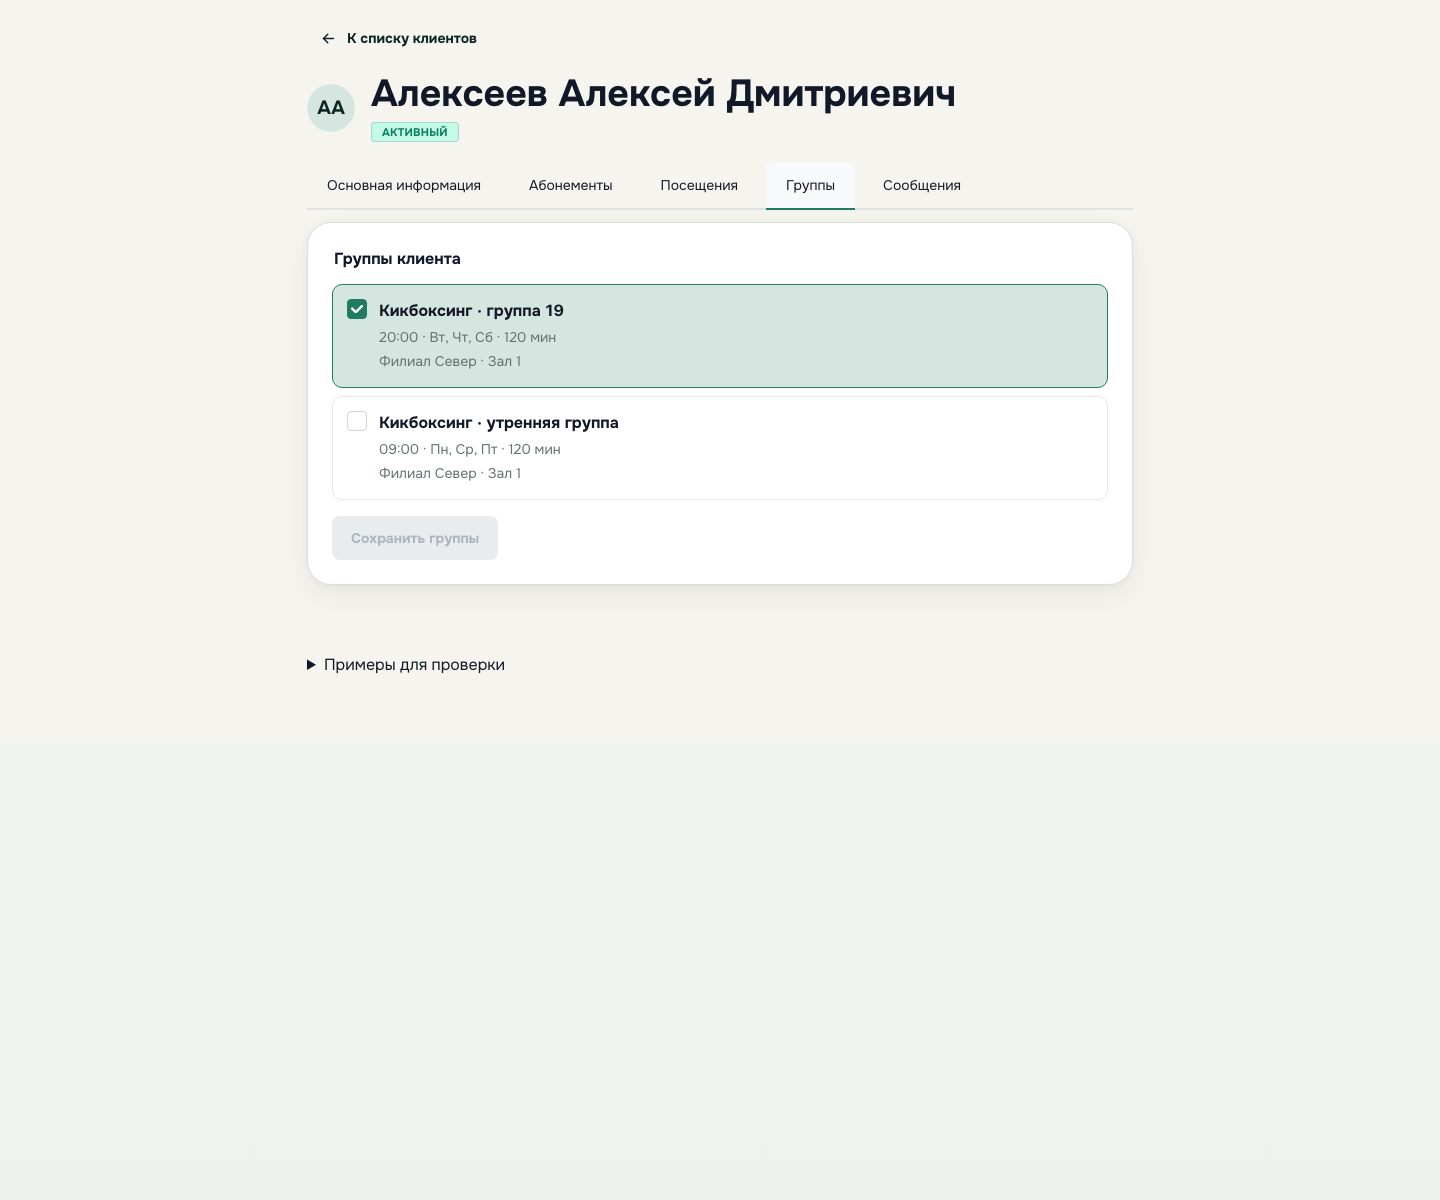 К списку клиентов
АА
Алексеев Алексей Дмитриевич
АКТИВНЫЙ
Основная информация
Абонементы
Посещения
Группы
Сообщения
Группы клиента
Кикбоксинг · группа 19
20:00 · Вт, Чт, Сб · 120 мин
Филиал Север · Зал 1
Кикбоксинг · утренняя группа
09:00 · Пн, Ср, Пт · 120 мин
Филиал Север · Зал 1
Сохранить группы
Примеры для проверки